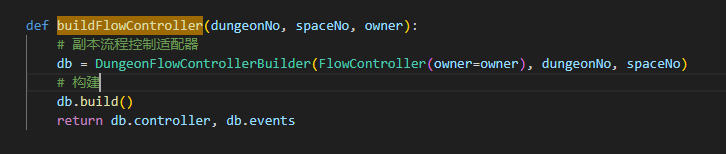 def buildFlowController(dungeonNo, spaceNo, owner):
# 副本流程控制适配器
db = DungeonFlowControllerBuilder(FlowController(owner=owner), dungeonNo, spaceNo)
# 构建
db.build()
return db.controller, db.events